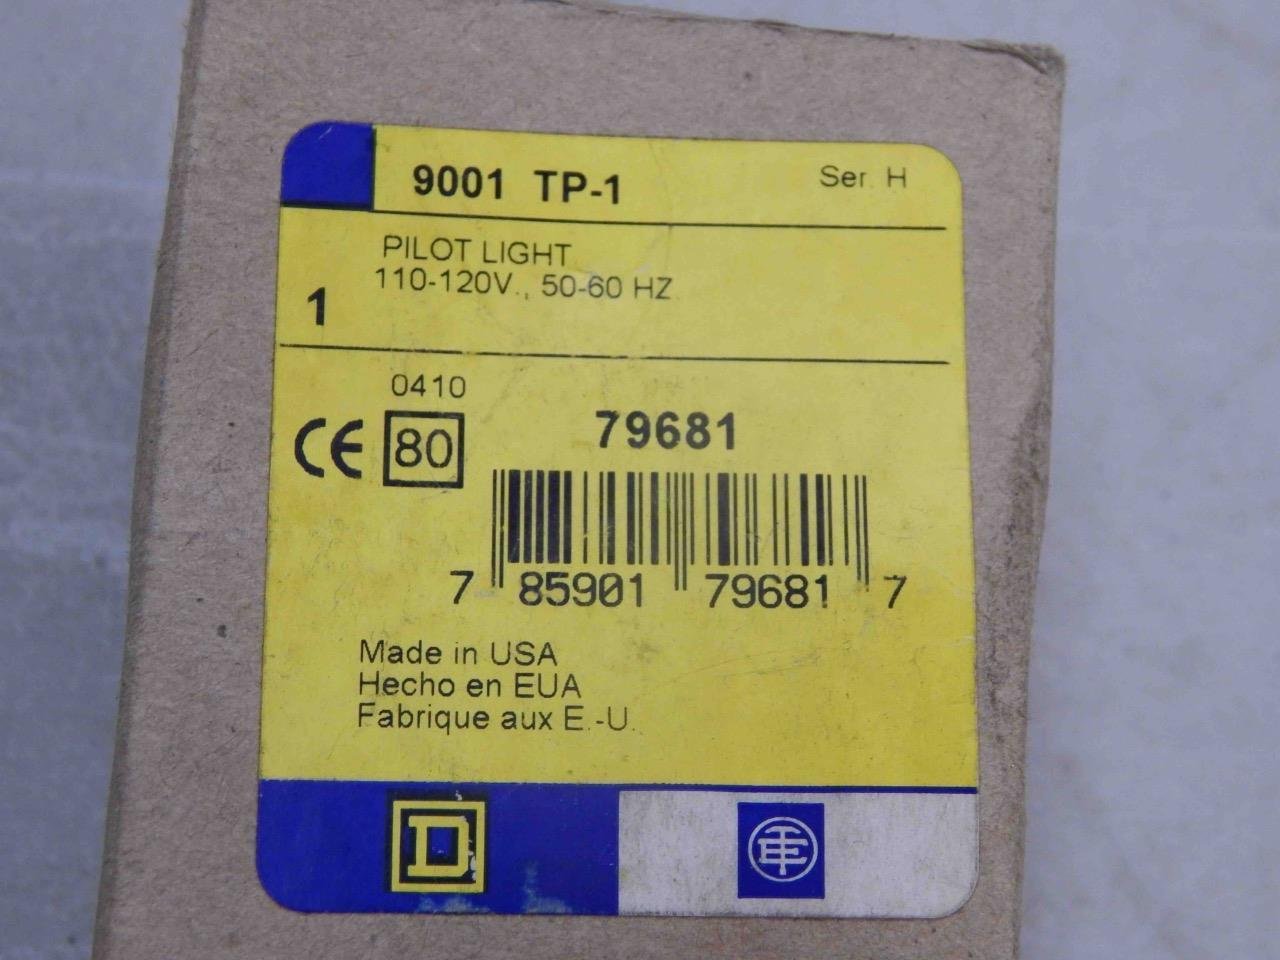 9001 TP-1 Ser. H
PILOT LIGHT
110-120V., 50-60 HZ
1
0410
CE 80 79681
7 85901 79681 7
Made in USA
Hecho en EUA
Fabrique aux E.-U.
D TE